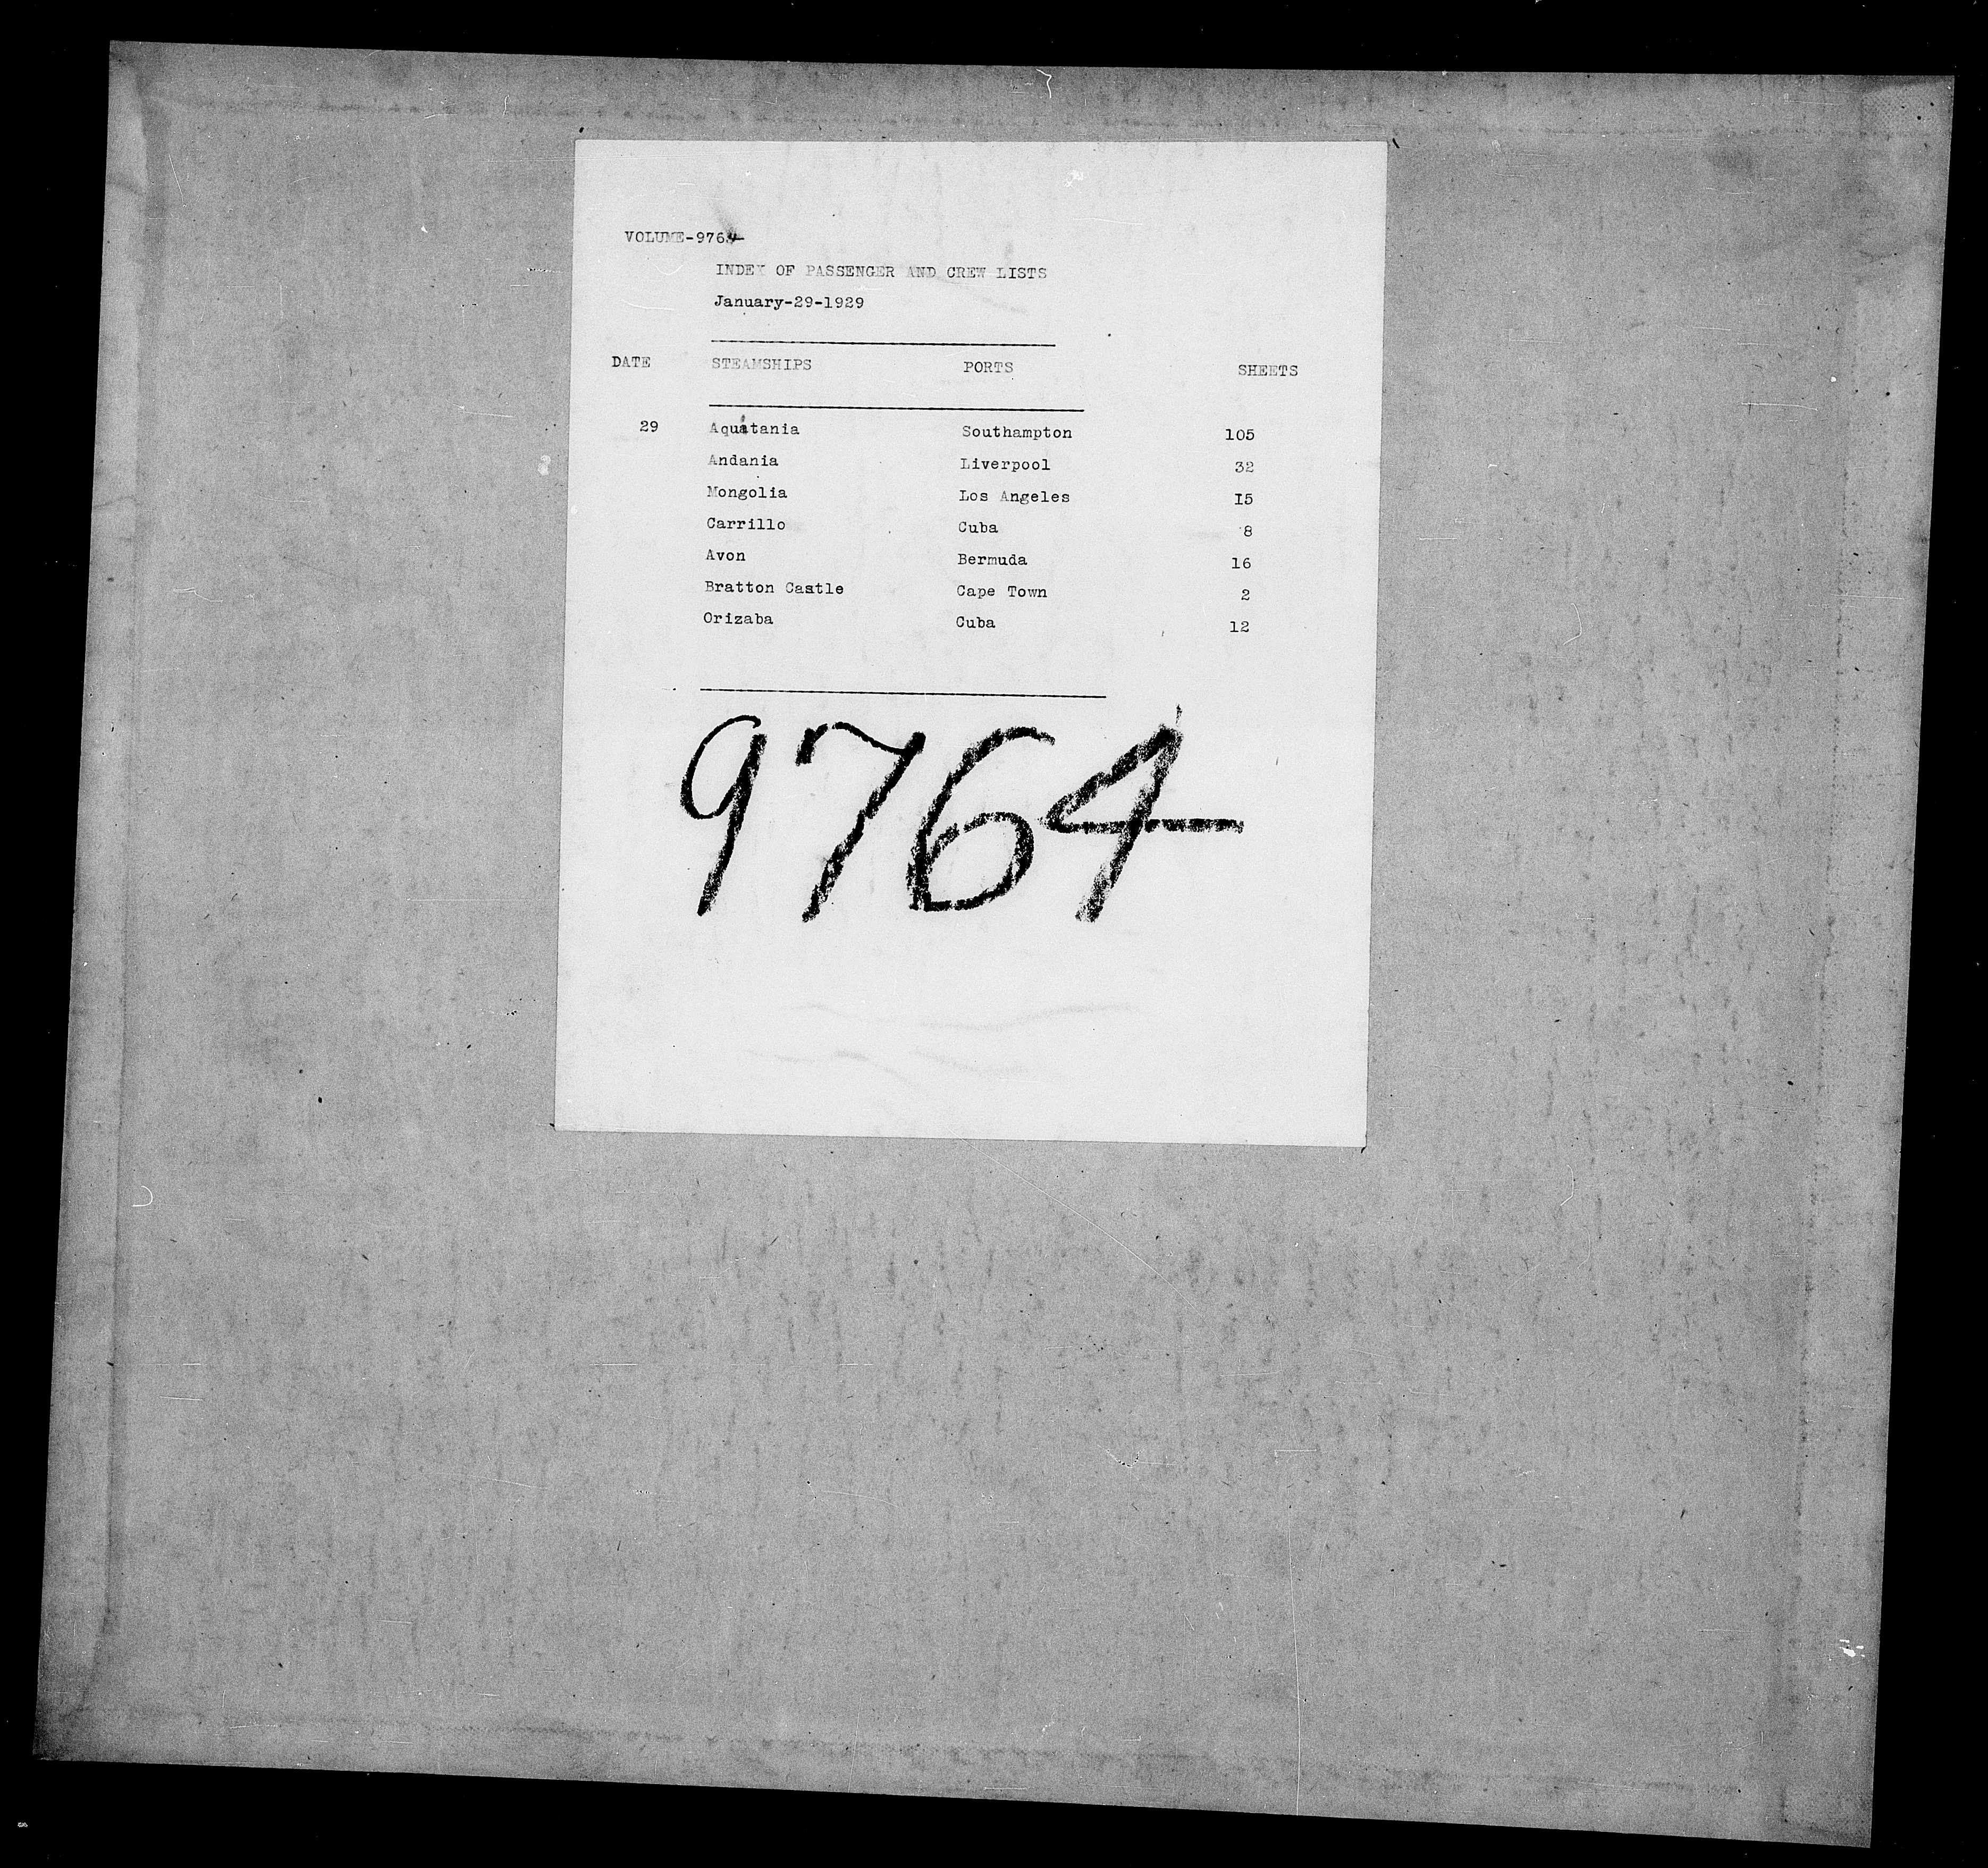 VOLUME-9764
INDEX OF PASSENGER AND CREW LISTS
January-29-1929
DATE STEAMSHIPS PORTS SHEETS
29 Aquitania Southampton 105
Andania Liverpool 32
Mongolia Los Angeles 15
Carrillo Cuba 8
Avon Bermuda 16
Bratton Castle Cape Town 2
Orizaba Cuba 12
9764